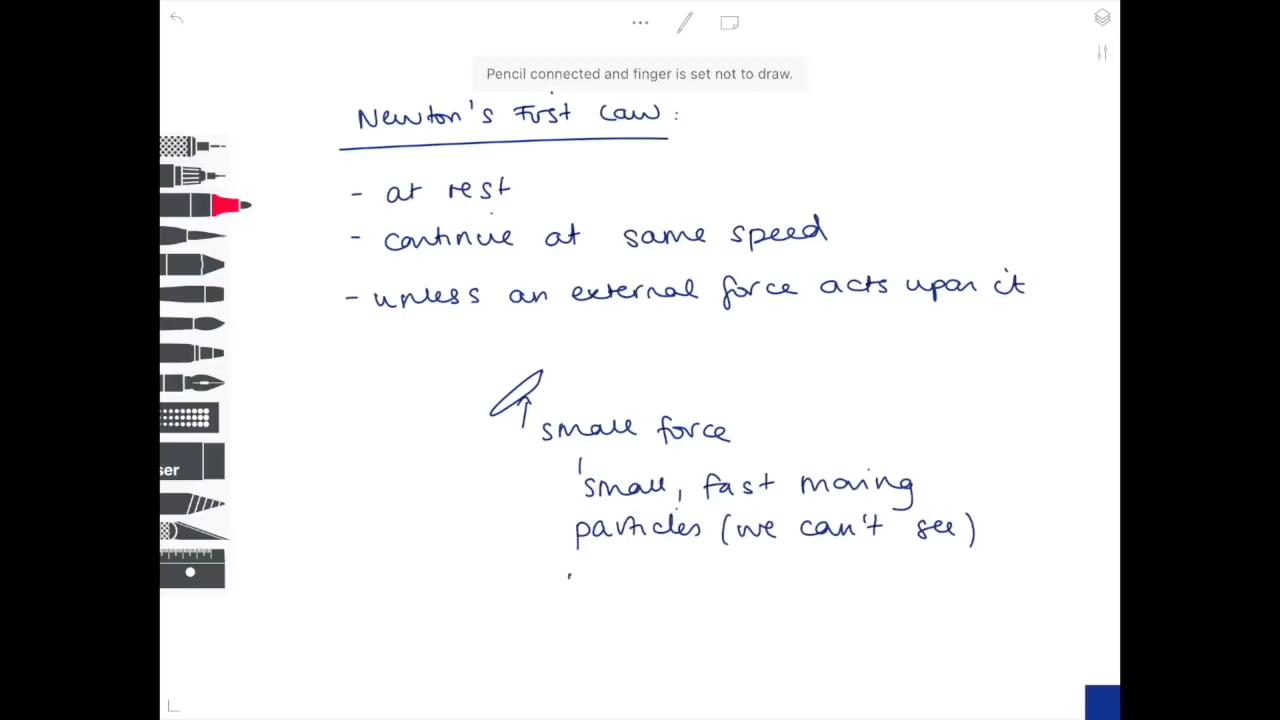 Pencil connected and finger is set not to draw.
Newton's First Law :
- at rest
- continue at same speed
- unless an external force acts upon it
small force
small, fast moving
particles (we can't see)
ser